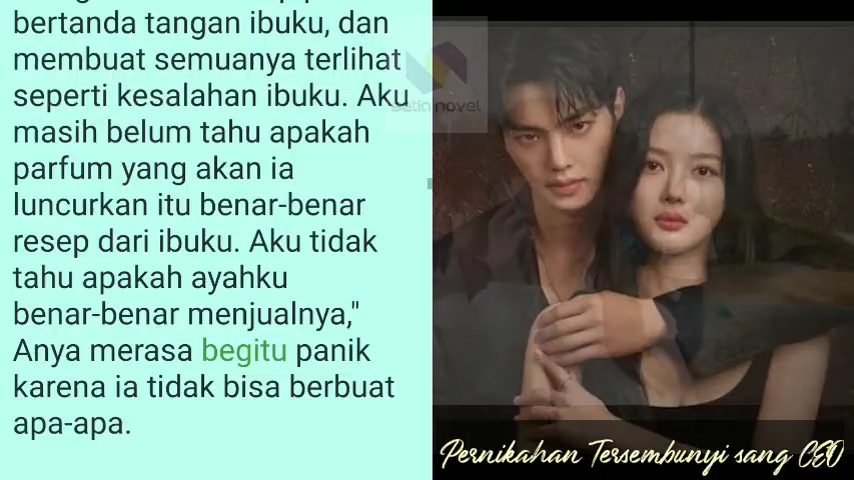 bertanda tangan ibuku, dan
membuat semuanya terlihat
seperti kesalahan ibuku. Aku
masih belum tahu apakah
parfum yang akan ia
luncurkan itu benar-benar
resep dari ibuku. Aku tidak
tahu apakah ayahku
benar-benar menjualnya,"
Anya merasa begitu panik
karena ia tidak bisa berbuat
apa-apa.
novel
Pernikahan Tersembunyi sang CEO